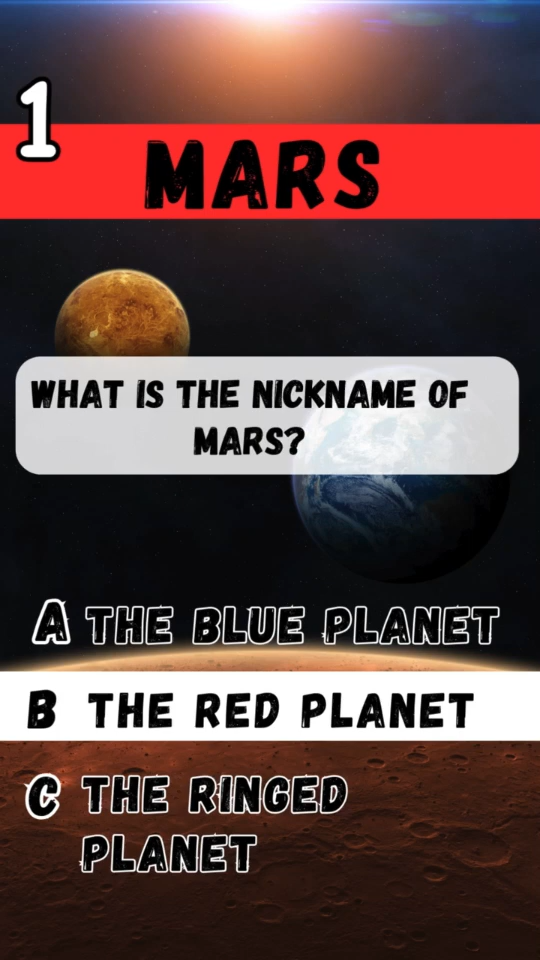 1
MARS
WHAT IS THE NICKNAME OF
MARS?
A THE BLUE PLANET
B THE RED PLANET
C THE RINGED
PLANET